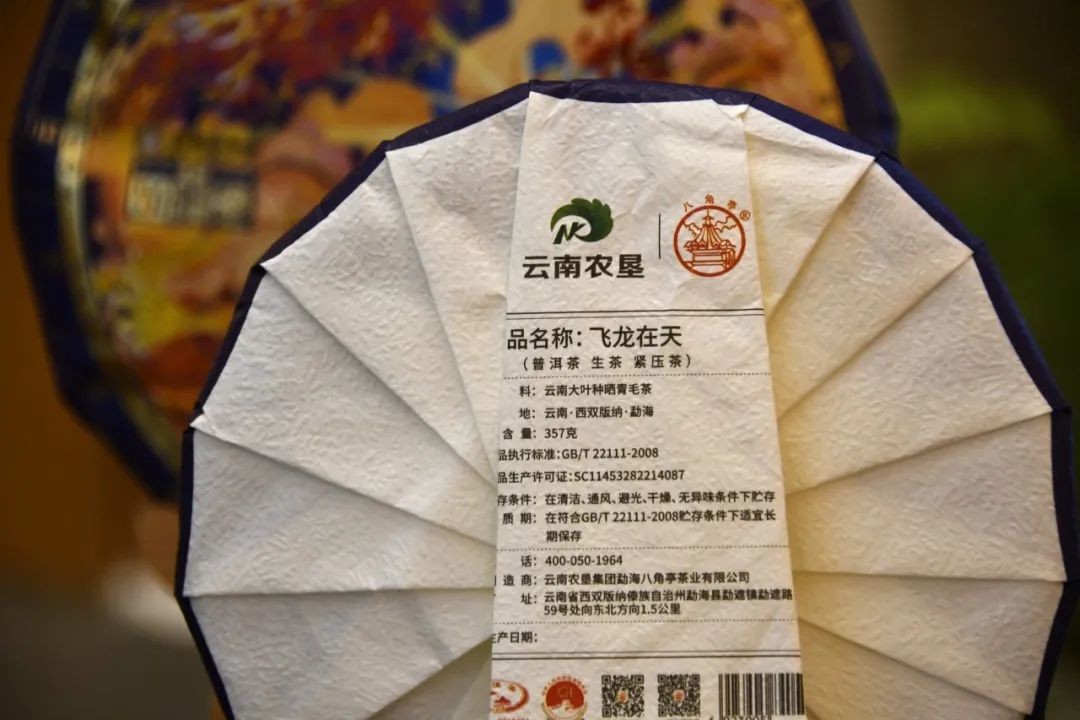 八角亭®
NK
云南农垦
品名称：飞龙在天
（普洱茶 生茶 紧压茶）
料：云南大叶种晒青毛茶
地：云南·西双版纳·勐海
含 量：357克
品执行标准：GB/T 22111-2008
品生产许可证：SC11453282214087
存条件：在清洁、通风、避光、干燥、无异味条件下贮存
质 期：在符合GB/T 22111-2008贮存条件下适宜长
期保存
话：400-050-1964
造 商：云南农垦集团勐海八角亭茶业有限公司
址：云南省西双版纳傣族自治州勐海县勐遮镇勐遮路
59号处向东北方向1.5公里
产日期：